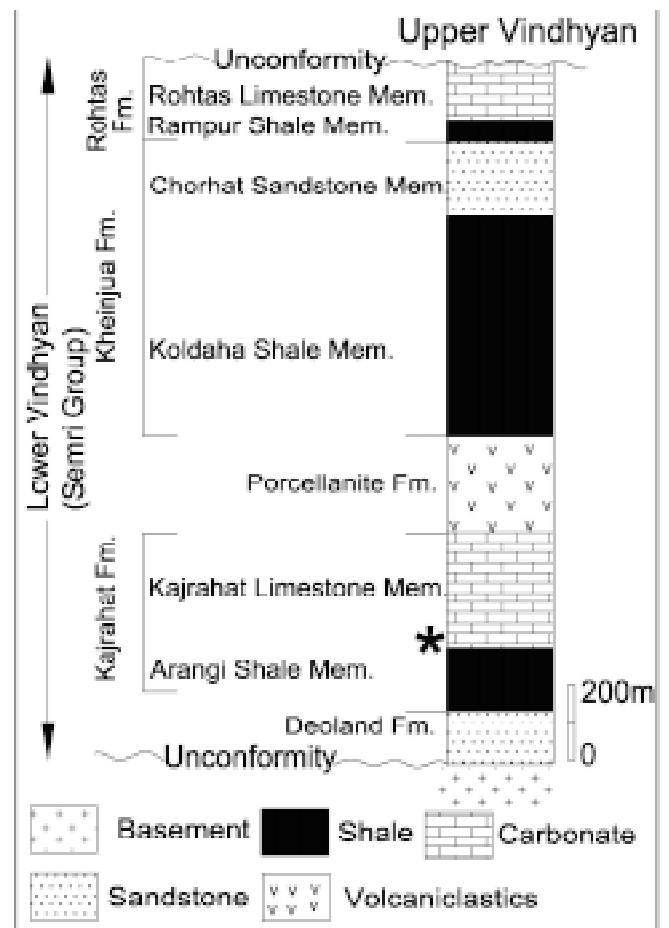 Upper Vindhyan
Unconformity
Rohtas Fm.
Rohtas Limestone Mem.
Rampur Shale Mem.
Lower Vindhyan
(Semri Group)
Kheinjua Fm.
Chorhat Sandstone Mem.
Koldaha Shale Mem.
Porcellanite Fm.
Kajrahat Fm.
Kajrahat Limestone Mem.
*
Arangi Shale Mem.
Deoland Fm.
200m
0
Unconformity
Basement
Shale
Carbonate
Sandstone
Volcaniclastics